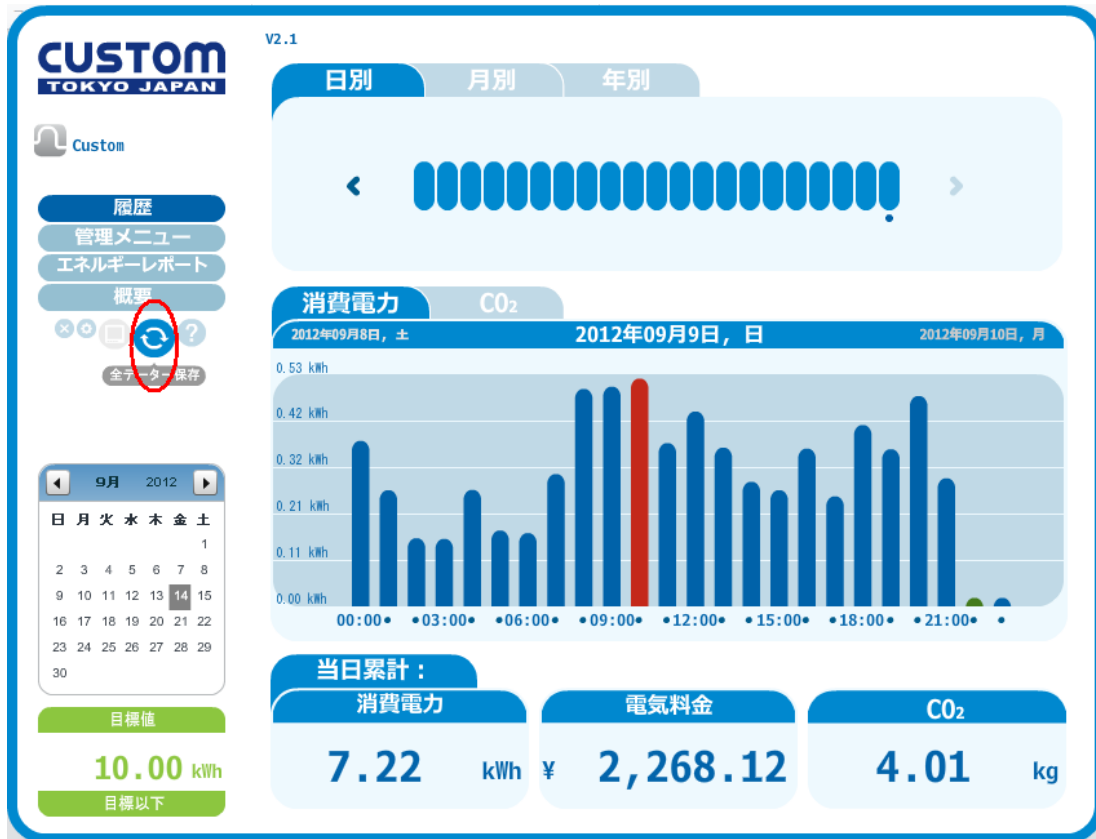 CUSTOM
TOKYO JAPAN
Custom
履歴
管理メニュー
エネルギーレポート
概要
?
全データー保存
9月 2012
日 月 火 水 木 金 土
1
2 3 4 5 6 7 8
9 10 11 12 13 14 15
16 17 18 19 20 21 22
23 24 25 26 27 28 29
30
目標値
10.00 kWh
目標以下
V2.1
日別 月別 年別
消費電力 CO₂
2012年09月8日, 土 2012年09月9日, 日 2012年09月10日, 月
0.53 kWh
0.42 kWh
0.32 kWh
0.21 kWh
0.11 kWh
0.00 kWh
00:00 03:00 06:00 09:00 12:00 15:00 18:00 21:00
当日累計：
消費電力 電気料金 CO₂
7.22 kWh ¥ 2,268.12 4.01 kg